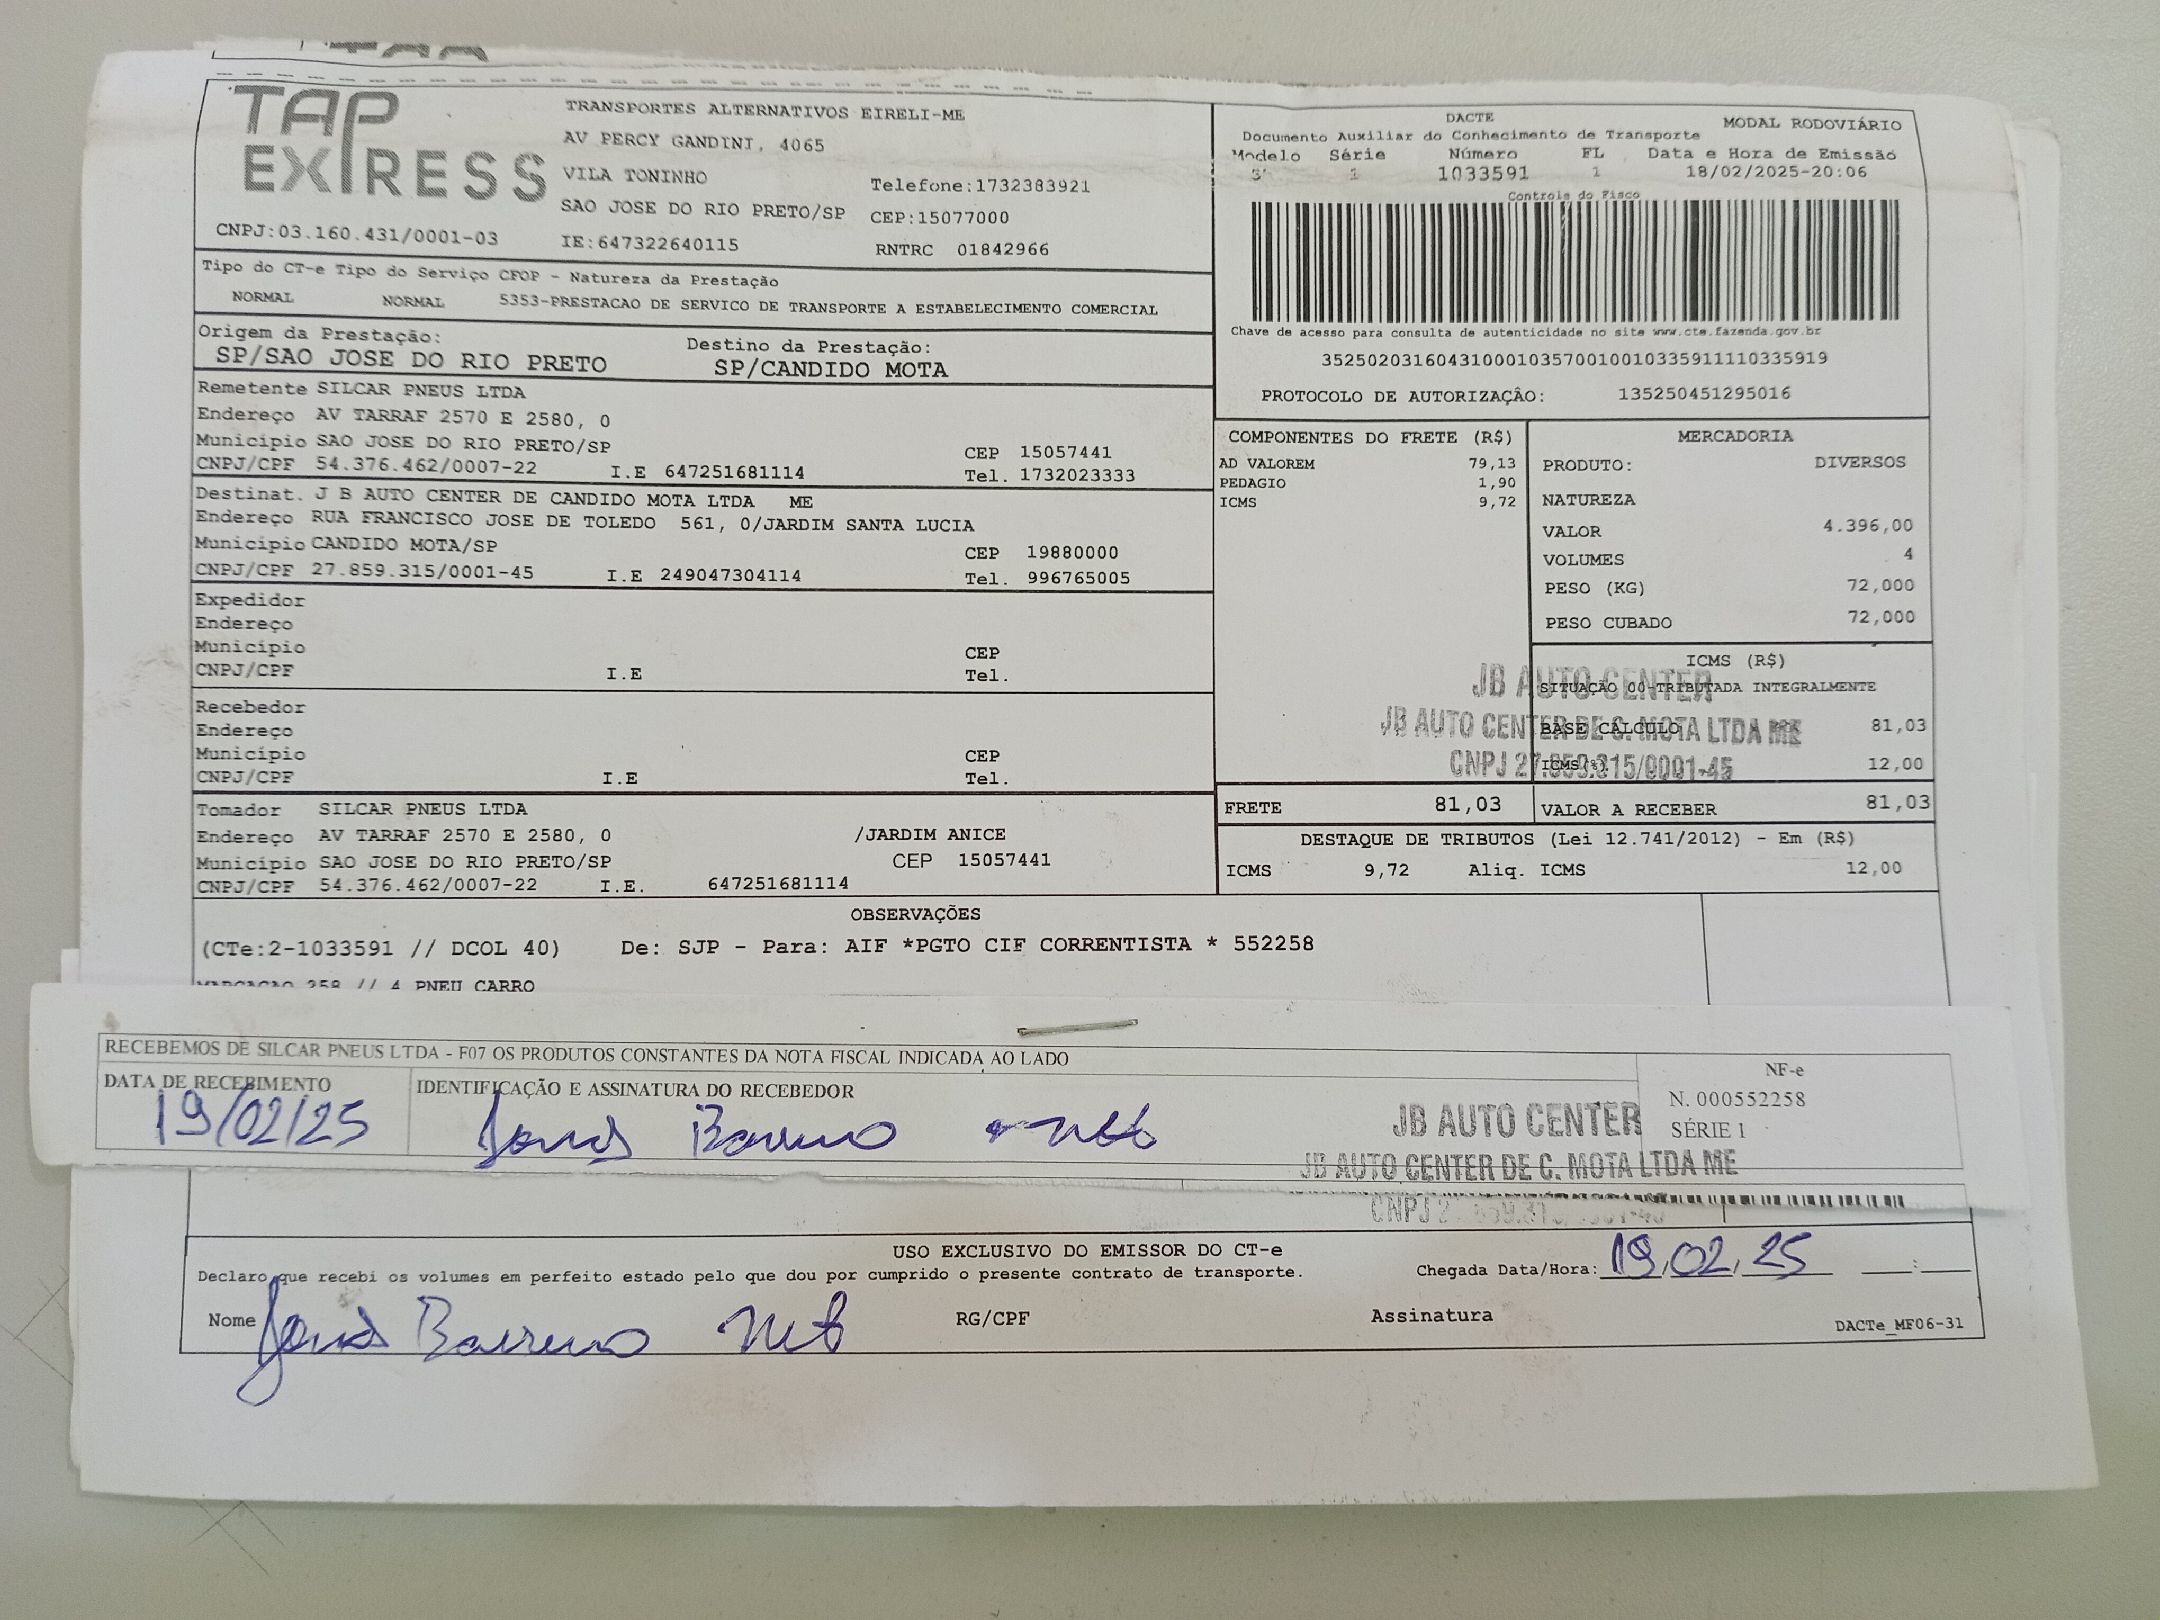 TAP
EXPRESS
TRANSPORTES ALTERNATIVOS EIRELI-ME
AV PERCY GANDINI, 4065
VILA TONINHO
Telefone:1732383921
SAO JOSE DO RIO PRETO/SP CEP:15077000
CNPJ:03.160.431/0001-03 IE:647322640115 RNTRC 01842966
DACTE MODAL RODOVIÁRIO
Documento Auxiliar do Conhecimento de Transporte
Modelo Série Número FL Data e Hora de Emissão
1 1033591 1 18/02/2025-20:06
Controle do Fisco
Chave de acesso para consulta de autenticidade no site www.cte.fazenda.gov.br
35250203160431000103570010010335911110335919
PROTOCOLO DE AUTORIZAÇÂO: 135250451295016
Tipo do CT-e Tipo do Serviço CFOP - Natureza da Prestação
NORMAL NORMAL 5353-PRESTACAO DE SERVICO DE TRANSPORTE A ESTABELECIMENTO COMERCIAL
Origem da Prestação: Destino da Prestação:
SP/SAO JOSE DO RIO PRETO SP/CANDIDO MOTA
Remetente SILCAR PNEUS LTDA
Endereço AV TARRAF 2570 E 2580, 0
Município SAO JOSE DO RIO PRETO/SP CEP 15057441
CNPJ/CPF 54.376.462/0007-22 I.E 647251681114 Tel. 1732023333
Destinat. J B AUTO CENTER DE CANDIDO MOTA LTDA ME
Endereço RUA FRANCISCO JOSE DE TOLEDO 561, 0/JARDIM SANTA LUCIA
Município CANDIDO MOTA/SP CEP 19880000
CNPJ/CPF 27.859.315/0001-45 I.E 249047304114 Tel. 996765005
Expedidor
Endereço
Município CEP
CNPJ/CPF I.E Tel.
Recebedor
Endereço
Município CEP
CNPJ/CPF I.E Tel.
Tomador SILCAR PNEUS LTDA
Endereço AV TARRAF 2570 E 2580, 0 /JARDIM ANICE
Município SAO JOSE DO RIO PRETO/SP CEP 15057441
CNPJ/CPF 54.376.462/0007-22 I.E. 647251681114
COMPONENTES DO FRETE (R$)
AD VALOREM 79,13
PEDAGIO 1,90
ICMS 9,72
MERCADORIA
PRODUTO: DIVERSOS
NATUREZA
VALOR 4.396,00
VOLUMES 4
PESO (KG) 72,000
PESO CUBADO 72,000
ICMS (R$)
SITUAÇÃO 00-TRIBUTADA INTEGRALMENTE
BASE CÁLCULO 81,03
ICMS(%). 12,00
JB AUTO CENTER
JB AUTO CENTER DE C. MOTA LTDA ME
CNPJ 27.859.315/0001-45
FRETE 81,03 VALOR A RECEBER 81,03
DESTAQUE DE TRIBUTOS (Lei 12.741/2012) - Em (R$)
ICMS 9,72 Aliq. ICMS 12,00
OBSERVAÇÕES
(CTe:2-1033591 // DCOL 40) De: SJP - Para: AIF *PGTO CIF CORRENTISTA * 552258
MARCACAO 258 // 4 PNEU CARRO
RECEBEMOS DE SILCAR PNEUS LTDA - F07 OS PRODUTOS CONSTANTES DA NOTA FISCAL INDICADA AO LADO
DATA DE RECEBIMENTO IDENTIFICAÇÃO E ASSINATURA DO RECEBEDOR
19/02/25
NF-e
N. 000552258
SÉRIE 1
JB AUTO CENTER
JB AUTO CENTER DE C. MOTA LTDA ME
USO EXCLUSIVO DO EMISSOR DO CT-e
Declaro que recebi os volumes em perfeito estado pelo que dou por cumprido o presente contrato de transporte. Chegada Data/Hora: 19,02,25
Nome RG/CPF Assinatura
DACTe_MF06-31